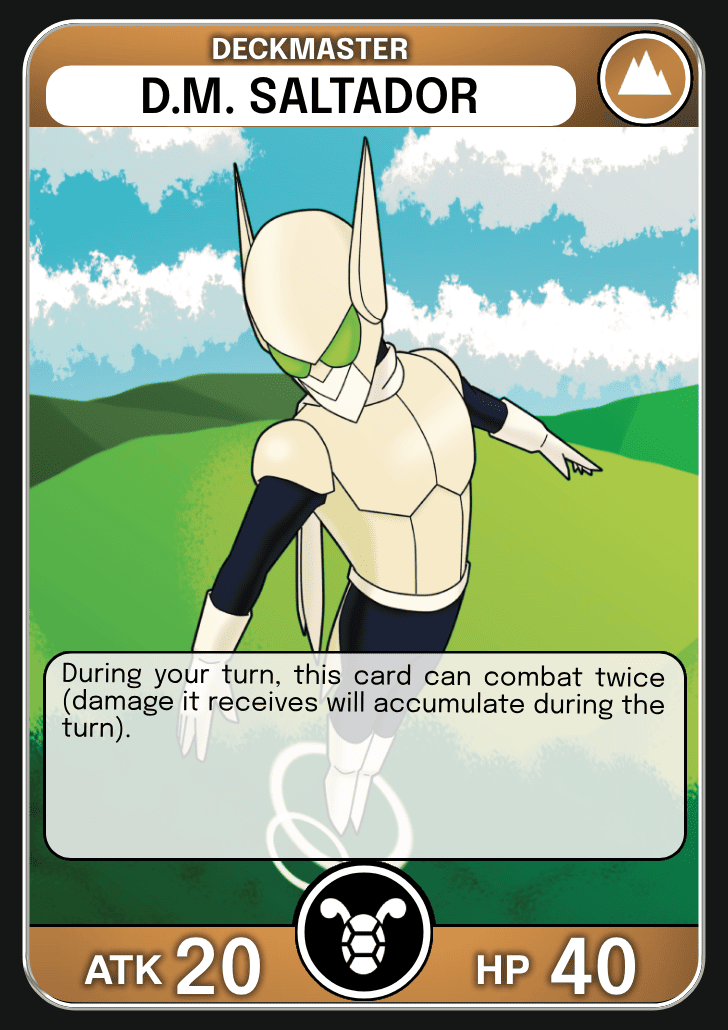 DECKMASTER
D.M. SALTADOR
During your turn, this card can combat twice
(damage it receives will accumulate during the
turn).
ATK 20
HP 40